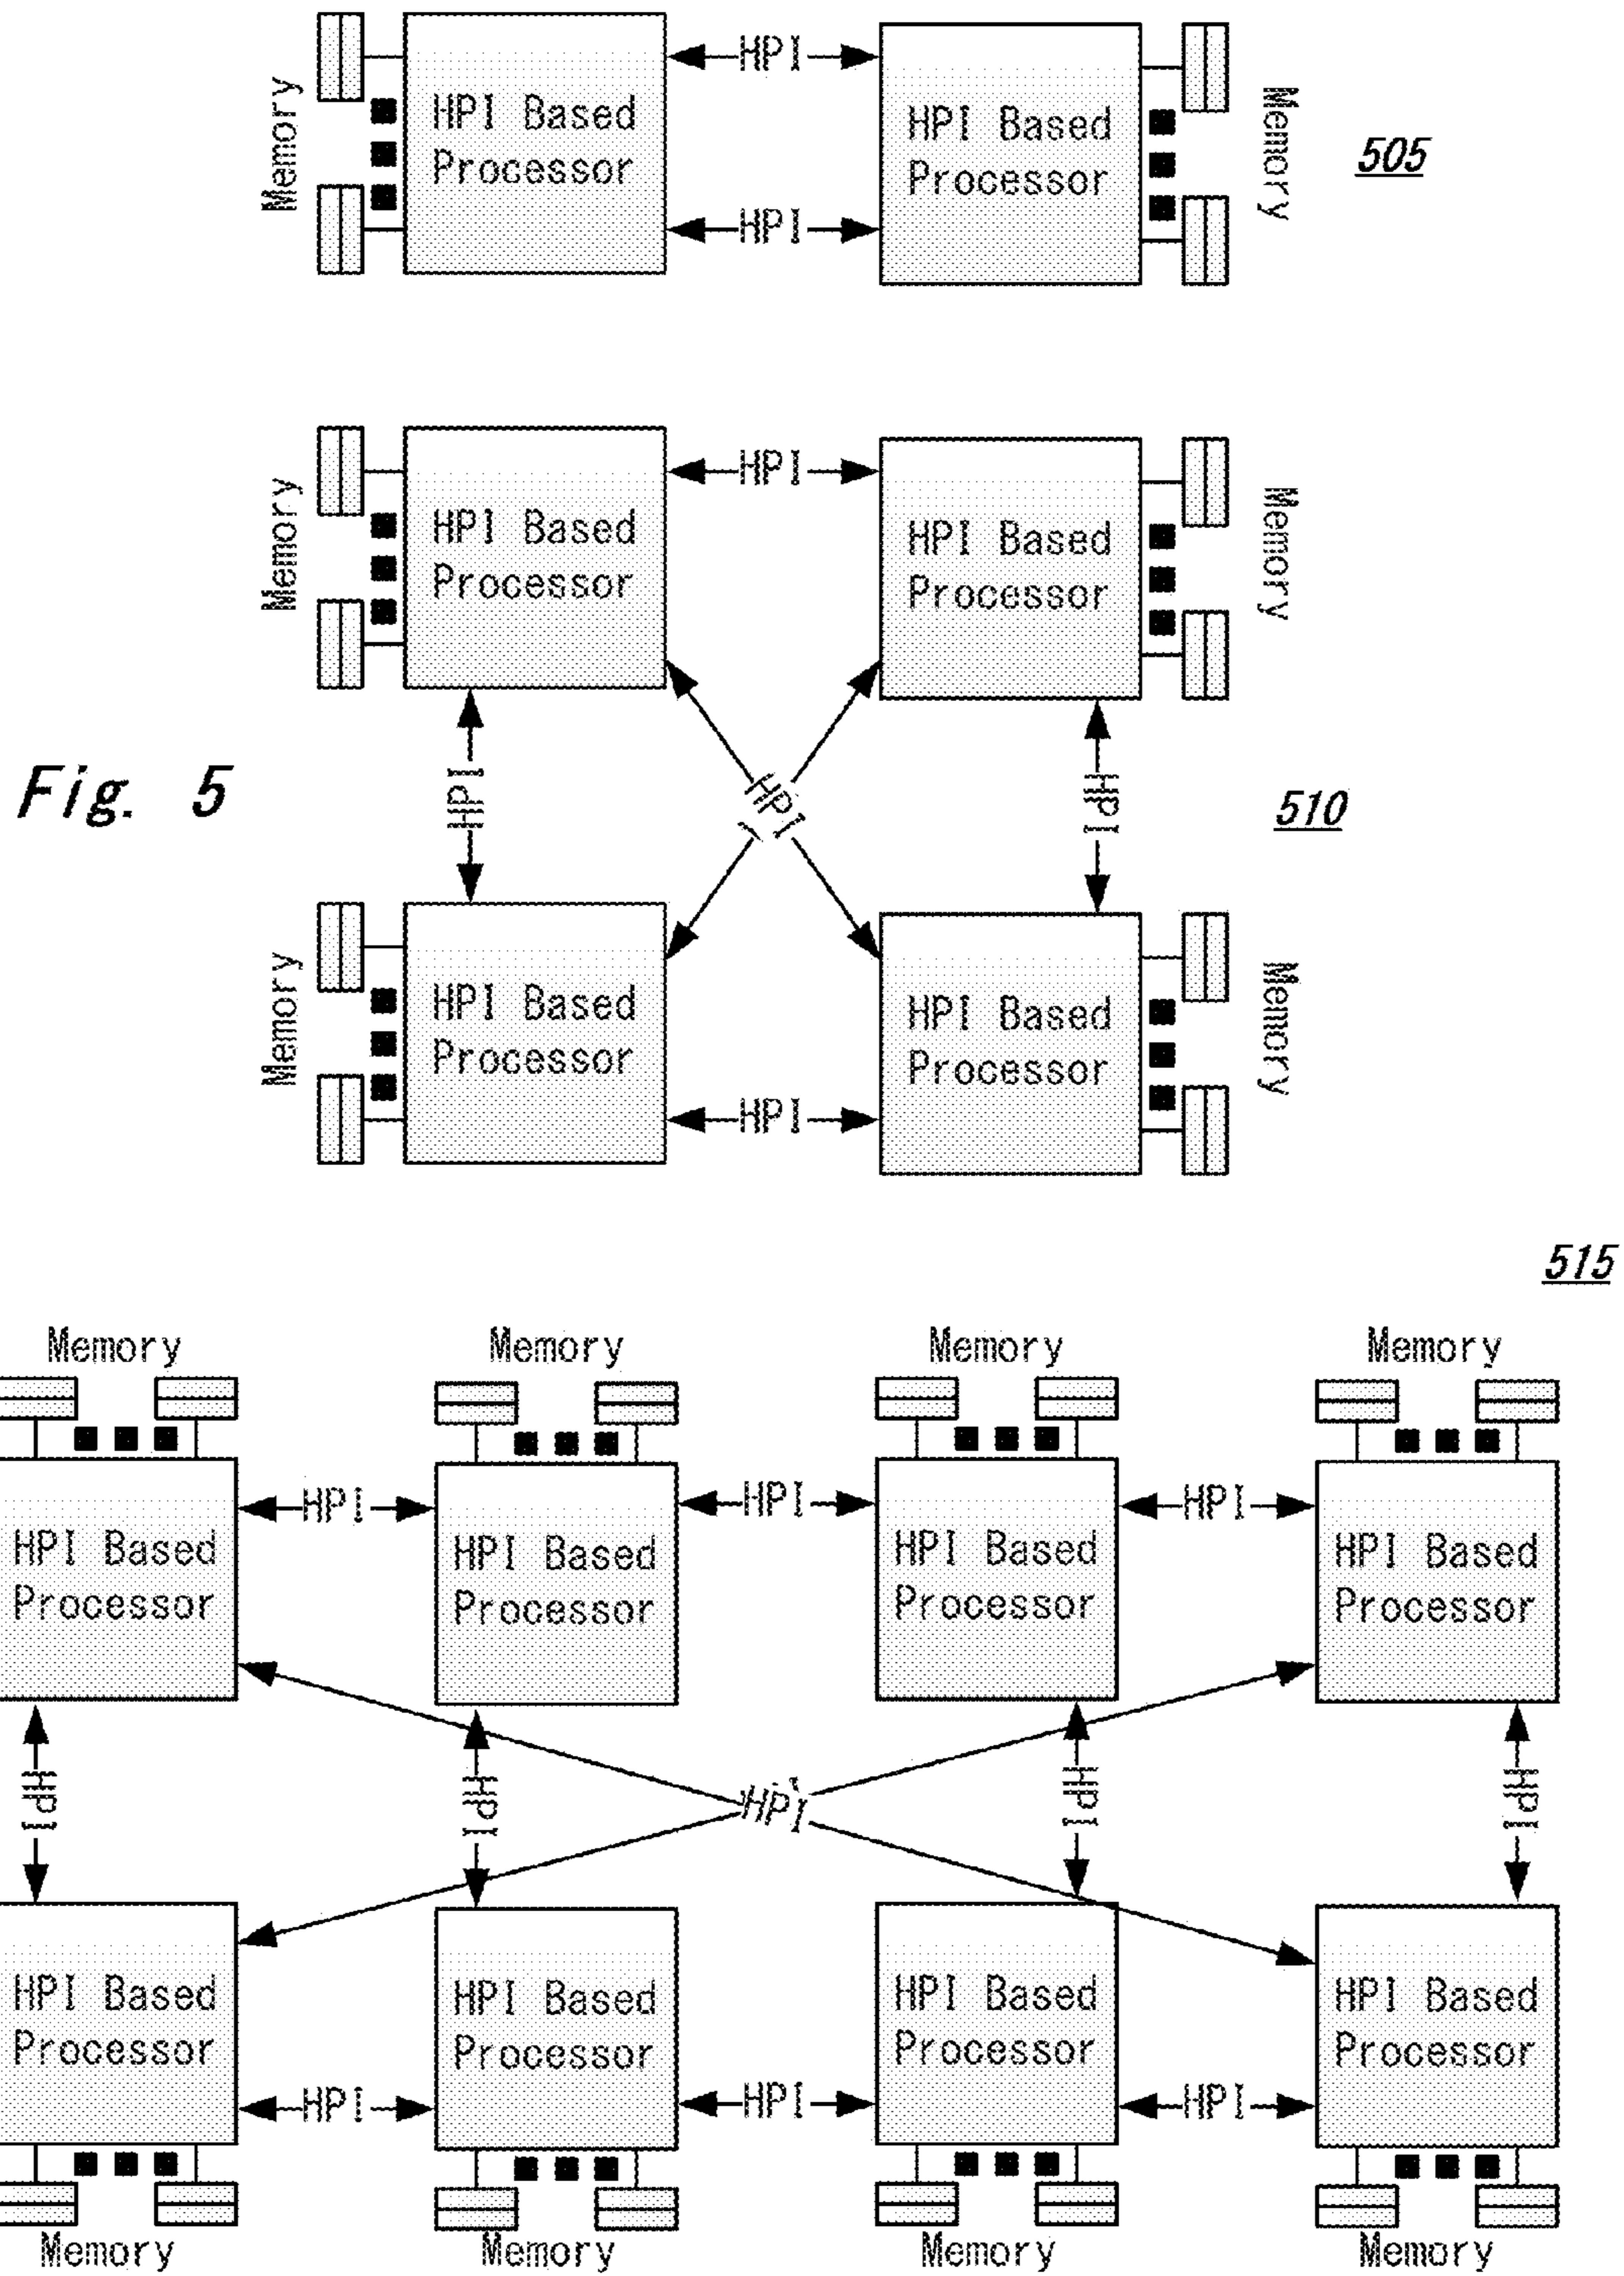 HPI
Memory
HPI Based
Processor
HPI Based
Processor
Memory
505
HPI
HPI
Memory
HPI Based
Processor
HPI Based
Processor
Memory
Fig. 5
HPI
HPI
HPI
510
Memory
HPI Based
Processor
HPI Based
Processor
Memory
HPI
515
Memory
Memory
Memory
Memory
HPI
HPI
HPI
HPI Based
Processor
HPI Based
Processor
HPI Based
Processor
HPI Based
Processor
HPI
HPI
HPI
HPI
HPI
HPI Based
Processor
HPI Based
Processor
HPI Based
Processor
HPI Based
Processor
HPI
HPI
HPI
Memory
Memory
Memory
Memory